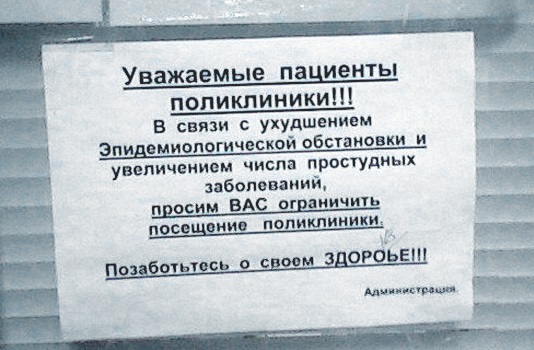 Уважаемые пациенты
поликлиники!!!
В связи с ухудшением
Эпидемиологической обстановки и
увеличением числа простудных
заболеваний,
просим ВАС ограничить
посещение поликлиники.
в
Позаботьтесь о своем ЗДОРОЬЕ!!!
Администрация.